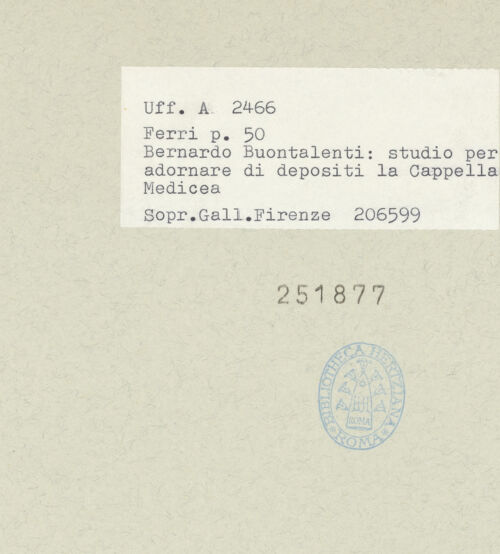 Uff. A. 2466
Ferri p. 50
Bernardo Buontalenti: studio per
adornare di depositi la Cappella
Medicea
Sopr.Gall.Firenze 206599
251877
BIBLIOTHECA HERTZIANA
ROMA
ROMA